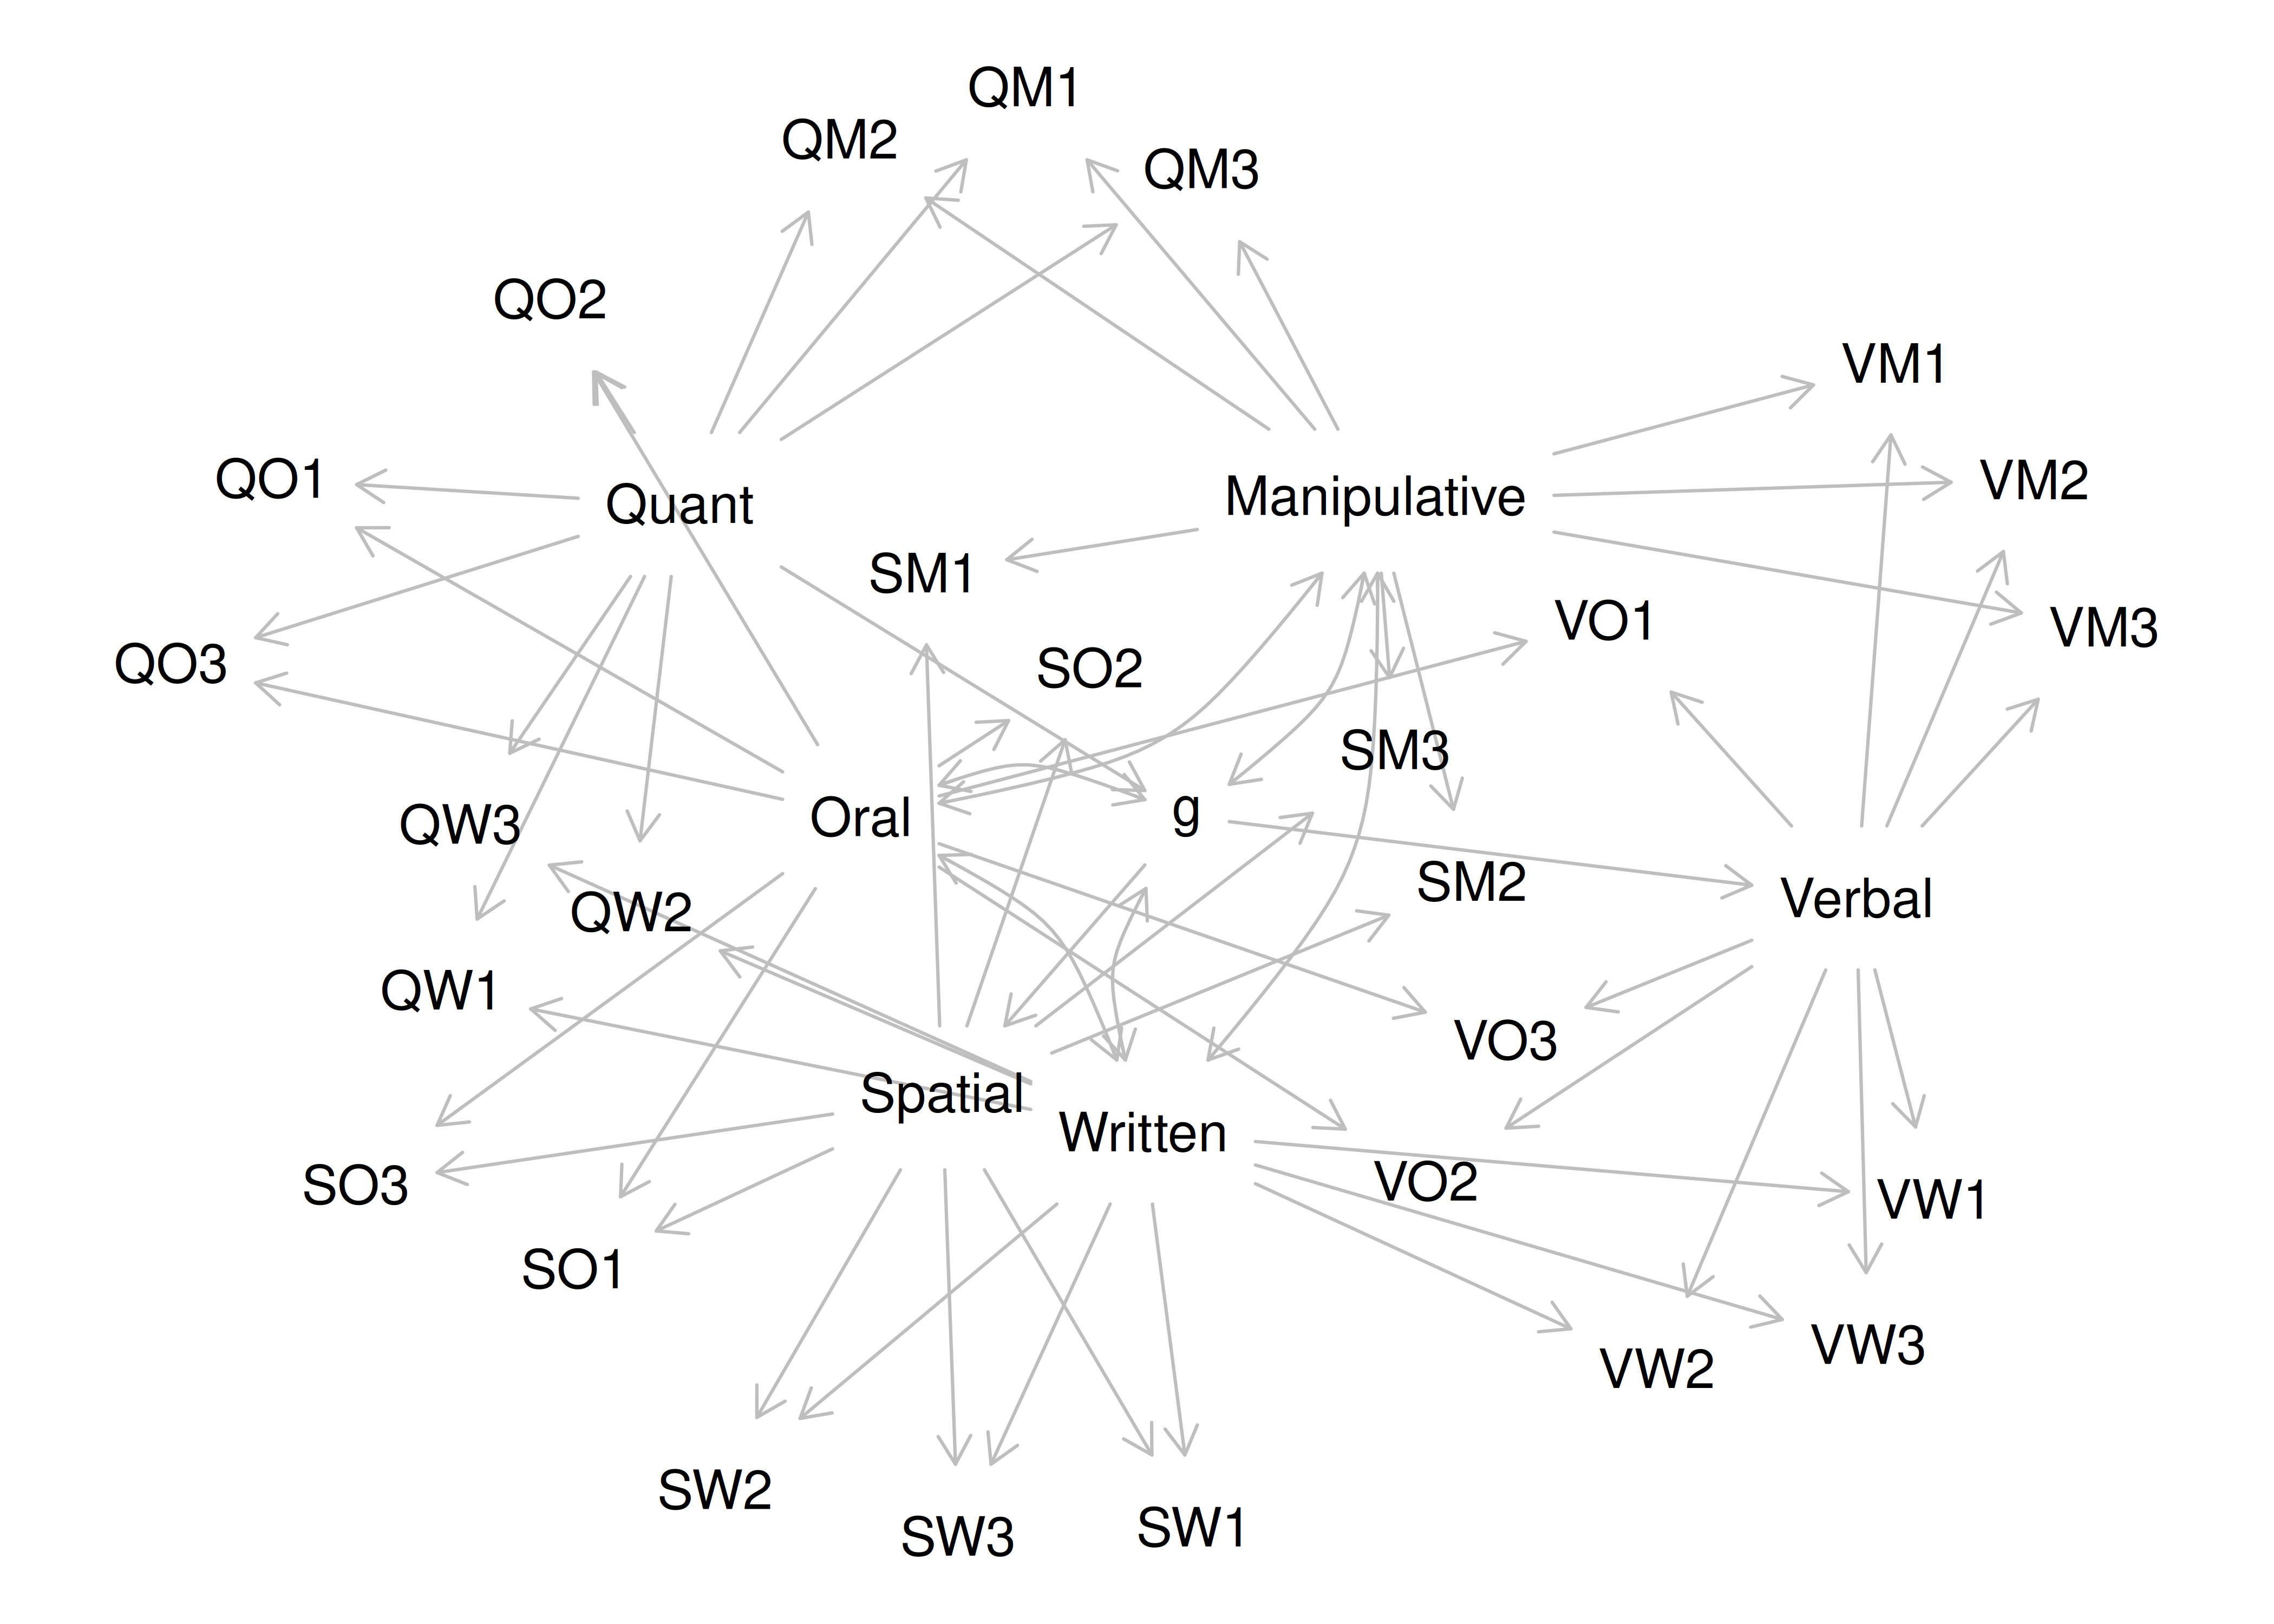 QM1
QM2
QM3
QO2
VM1
QO1
VM2
Quant
Manipulative
SM1
VO1
VM3
QO3
SO2
SM3
QW3
Oral
g
SM2
Verbal
QW2
QW1
VO3
Spatial
Written
SO3
VO2
VW1
SO1
VW3
VW2
SW2
SW3
SW1